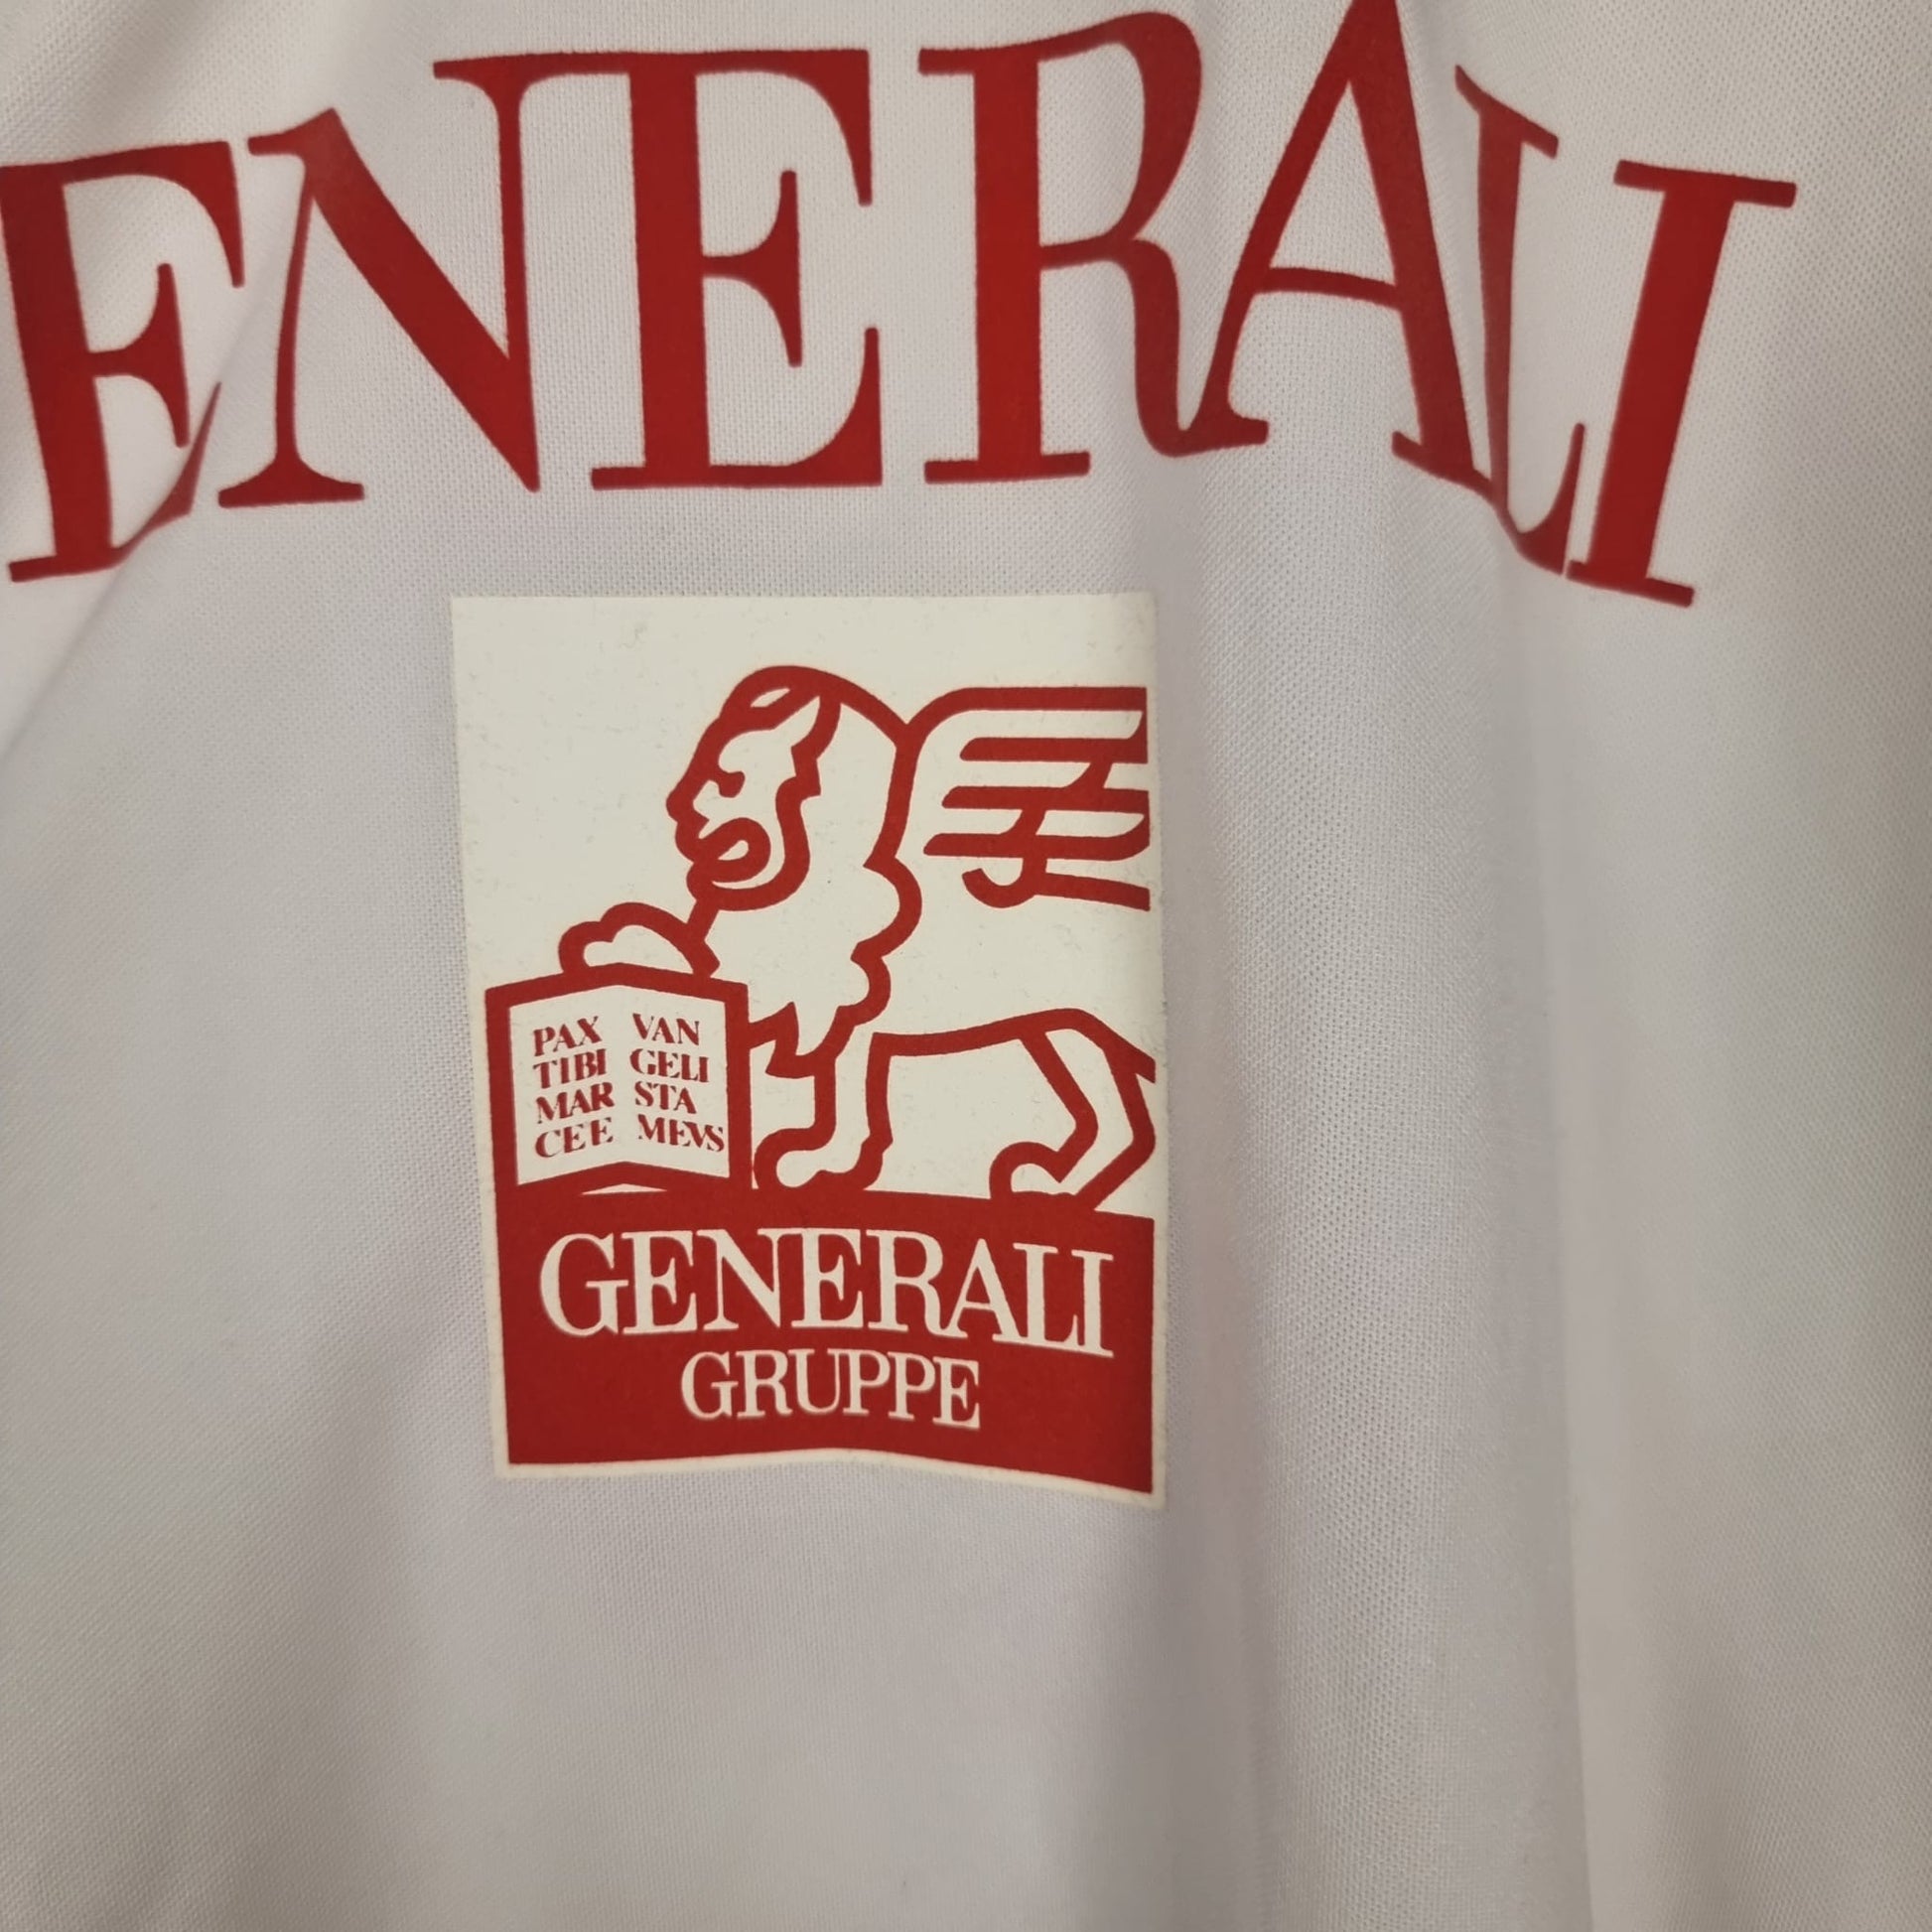 ENERALI
PAX VAN
TIBI GELI
MAR STA
CEE MEVS
GENERALI
GRUPPE